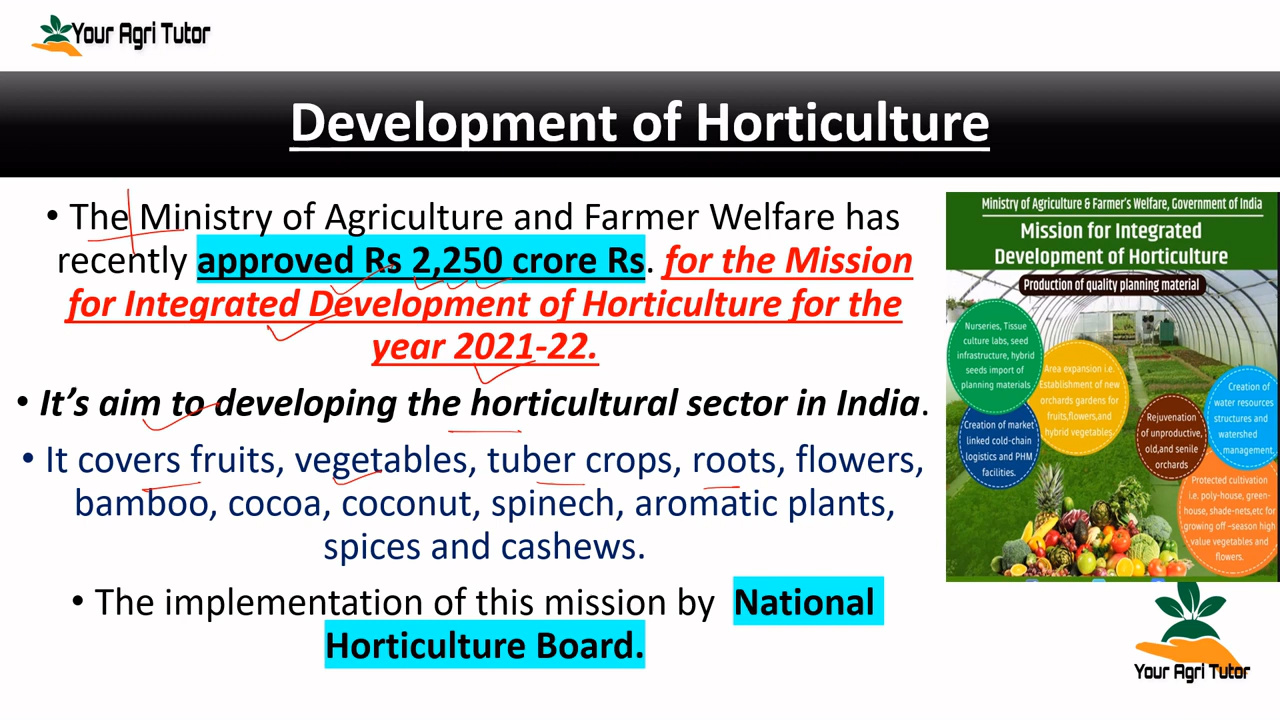 Your Agri Tutor
Development of Horticulture
• The Ministry of Agriculture and Farmer Welfare has
recently approved Rs 2,250 crore Rs. for the Mission
for Integrated Development of Horticulture for the
year 2021-22.
• It’s aim to developing the horticultural sector in India.
• It covers fruits, vegetables, tuber crops, roots, flowers,
bamboo, cocoa, coconut, spinech, aromatic plants,
spices and cashews.
• The implementation of this mission by National
Horticulture Board.
Ministry of Agriculture & Farmer's Welfare, Government of India
Mission for Integrated
Development of Horticulture
Production of quality planning material
Nurseries, Tissue
culture labs, seed
infrastructure, hybrid
seeds import of
planting materials
Area expansion i.e.
Establishment of new
orchards gardens for
fruits,flowers,and
hybrid vegetables.
Creation of
water resources
structures and
watershed
management.
Rejuvenation
of unproductive,
old,and senile
orchards
Creation of market
linked cold-chain
logistics and PHM
facilities.
Protected cultivation
i.e. poly-house, green-
house, shade-nets,etc for
growing off –season high
value vegetables and
flowers.
Your Agri Tutor